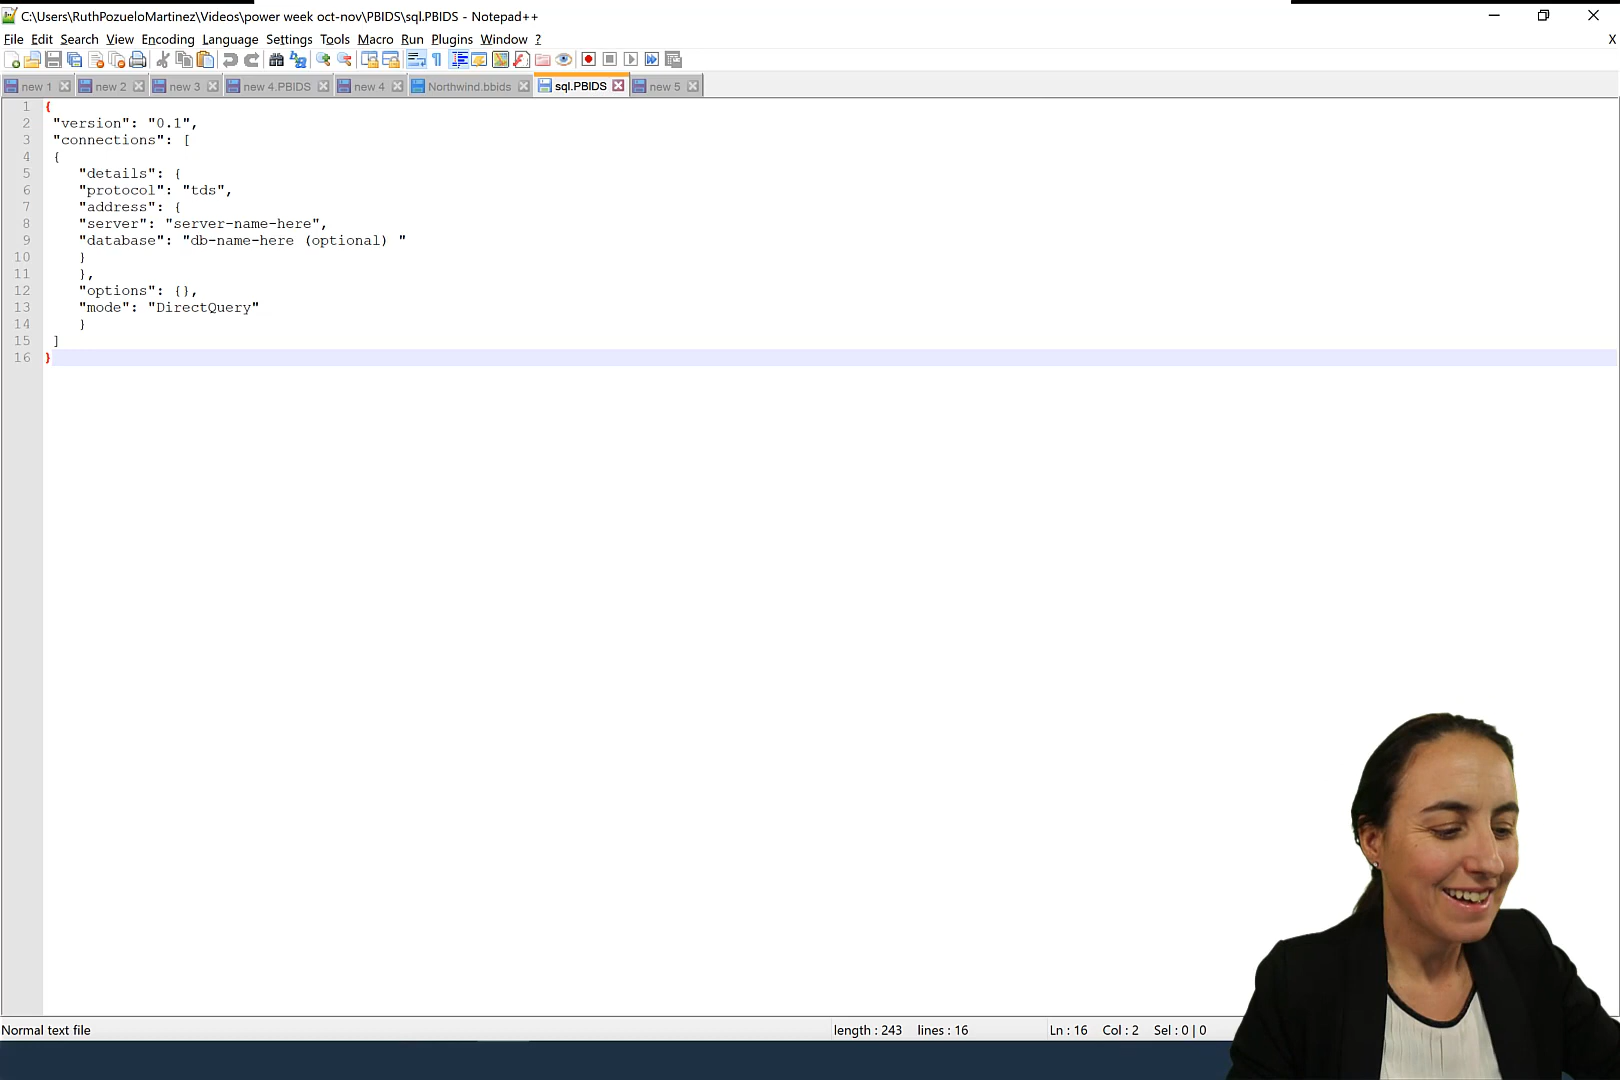 C:\Users\RuthPozueloMartinez\Videos\power week oct-nov\PBIDS\sql.PBIDS - Notepad++
File Edit Search View Encoding Language Settings Tools Macro Run Plugins Window ? X
new 1 new 2 new 3 new 4.PBIDS new 4 Northwind.bbids sql.PBIDS new 5
1 {
2 "version": "0.1",
3 "connections": [
4 {
5 "details": {
6 "protocol": "tds",
7 "address": {
8 "server": "server-name-here",
9 "database": "db-name-here (optional) "
10 }
11 },
12 "options": {},
13 "mode": "DirectQuery"
14 }
15 ]
16 }
Normal text file length : 243 lines : 16 Ln : 16 Col : 2 Sel : 0 | 0